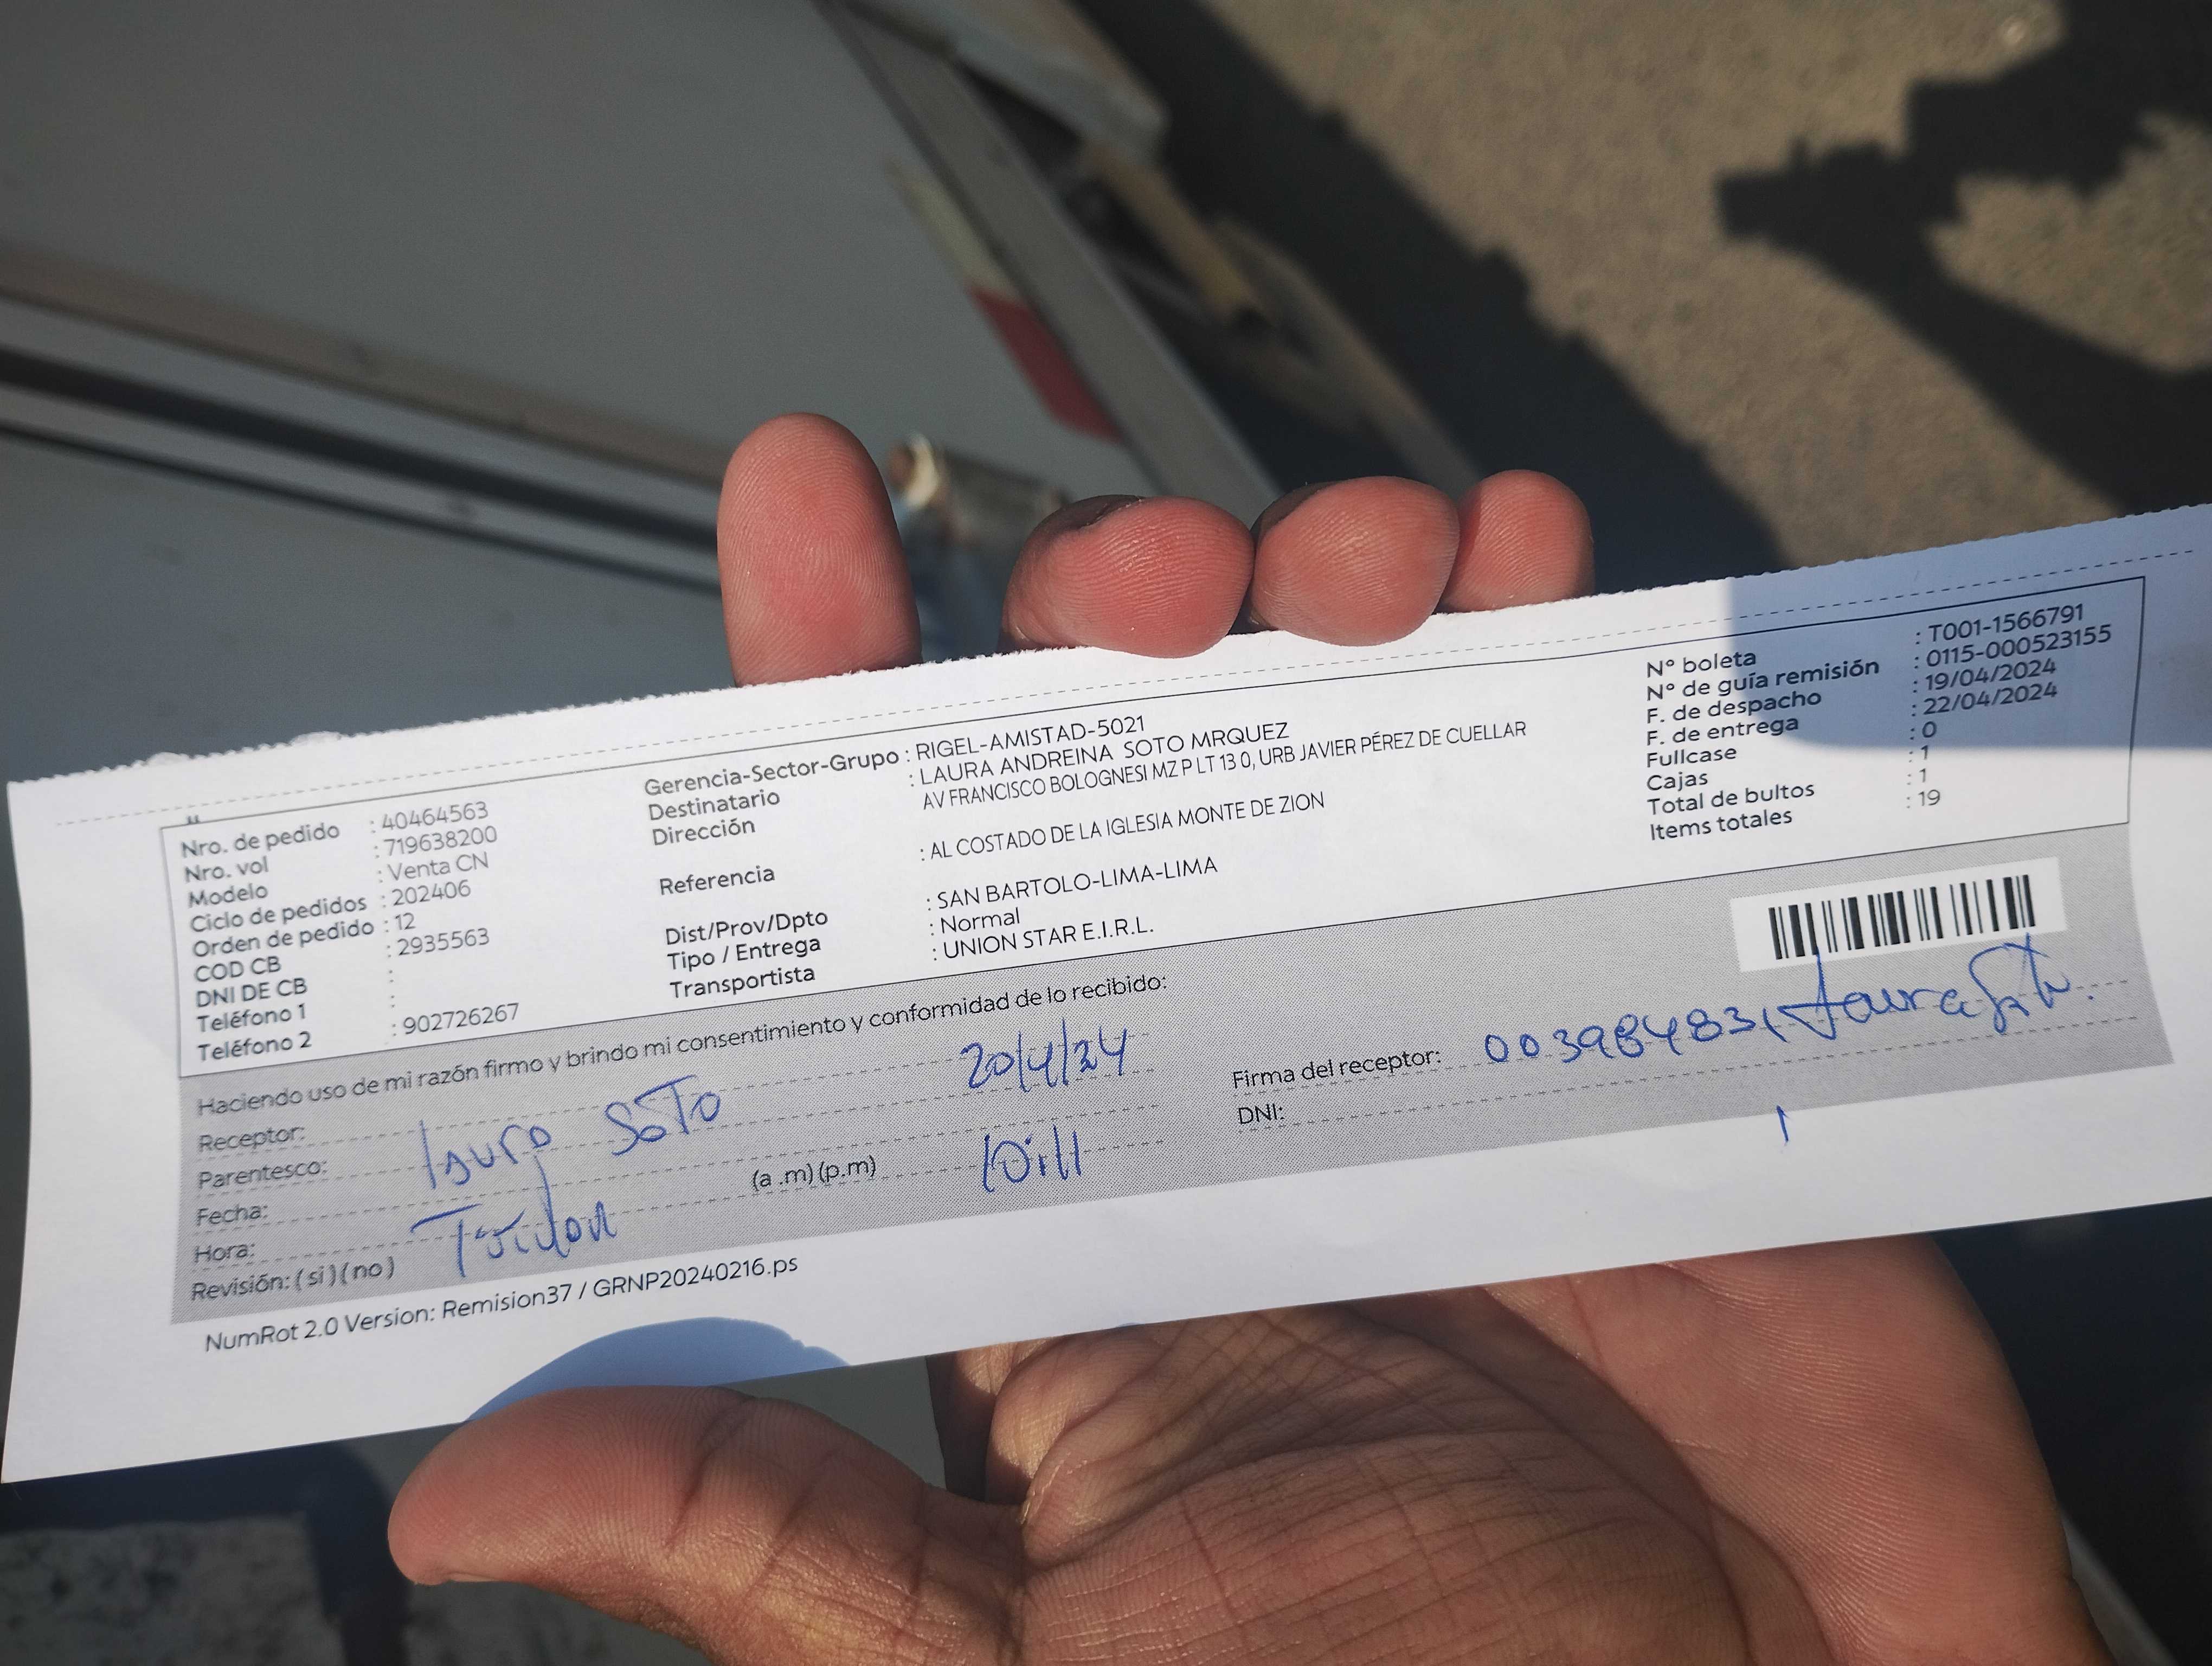 Nro. de pedido : 40464563
Nro. vol : 719638200
Modelo : Venta CN
Ciclo de pedidos : 202406
Orden de pedido : 12
COD CB : 2935563
DNI DE CB :
Teléfono 1 :
Teléfono 2 : 902726267
Gerencia-Sector-Grupo : RIGEL-AMISTAD-5021
Destinatario : LAURA ANDREINA SOTO MRQUEZ
Dirección AV FRANCISCO BOLOGNESI MZ P LT 13 0, URB JAVIER PÉREZ DE CUELLAR
Referencia : AL COSTADO DE LA IGLESIA MONTE DE ZION
Dist/Prov/Dpto : SAN BARTOLO-LIMA-LIMA
Tipo / Entrega : Normal
Transportista : UNION STAR E.I.R.L.
N° boleta : T001-1566791
N° de guía remisión : 0115-000523155
F. de despacho : 19/04/2024
F. de entrega : 22/04/2024
Fullcase : 0
Cajas : 1
Total de bultos : 1
Items totales : 19
Haciendo uso de mi razón firmo y brindo mi consentimiento y conformidad de lo recibido:
Receptor:
Parentesco: Laura Soto 20/4/24
Fecha:
Hora: (a .m)(p.m) 10:11
Revisión: (si)(no)
Firma del receptor: 003984831 Laura Soto
DNI:
NumRot 2.0 Version: Remision37 / GRNP20240216.ps